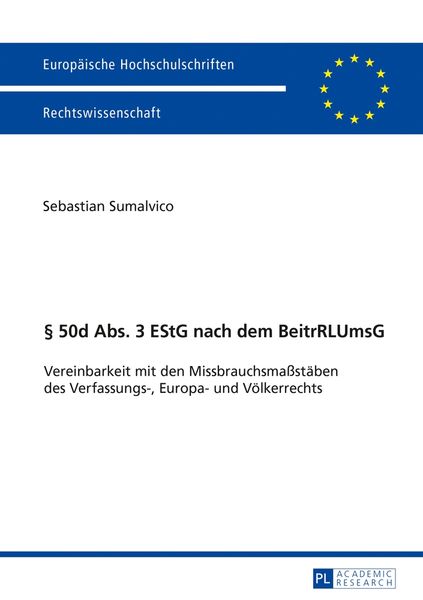 Europäische Hochschulschriften
Rechtswissenschaft
Sebastian Sumalvico
§ 50d Abs. 3 EStG nach dem BeitrRLUmsG
Vereinbarkeit mit den Missbrauchsmaßstäben
des Verfassungs-, Europa- und Völkerrechts
PL ACADEMIC
RESEARCH